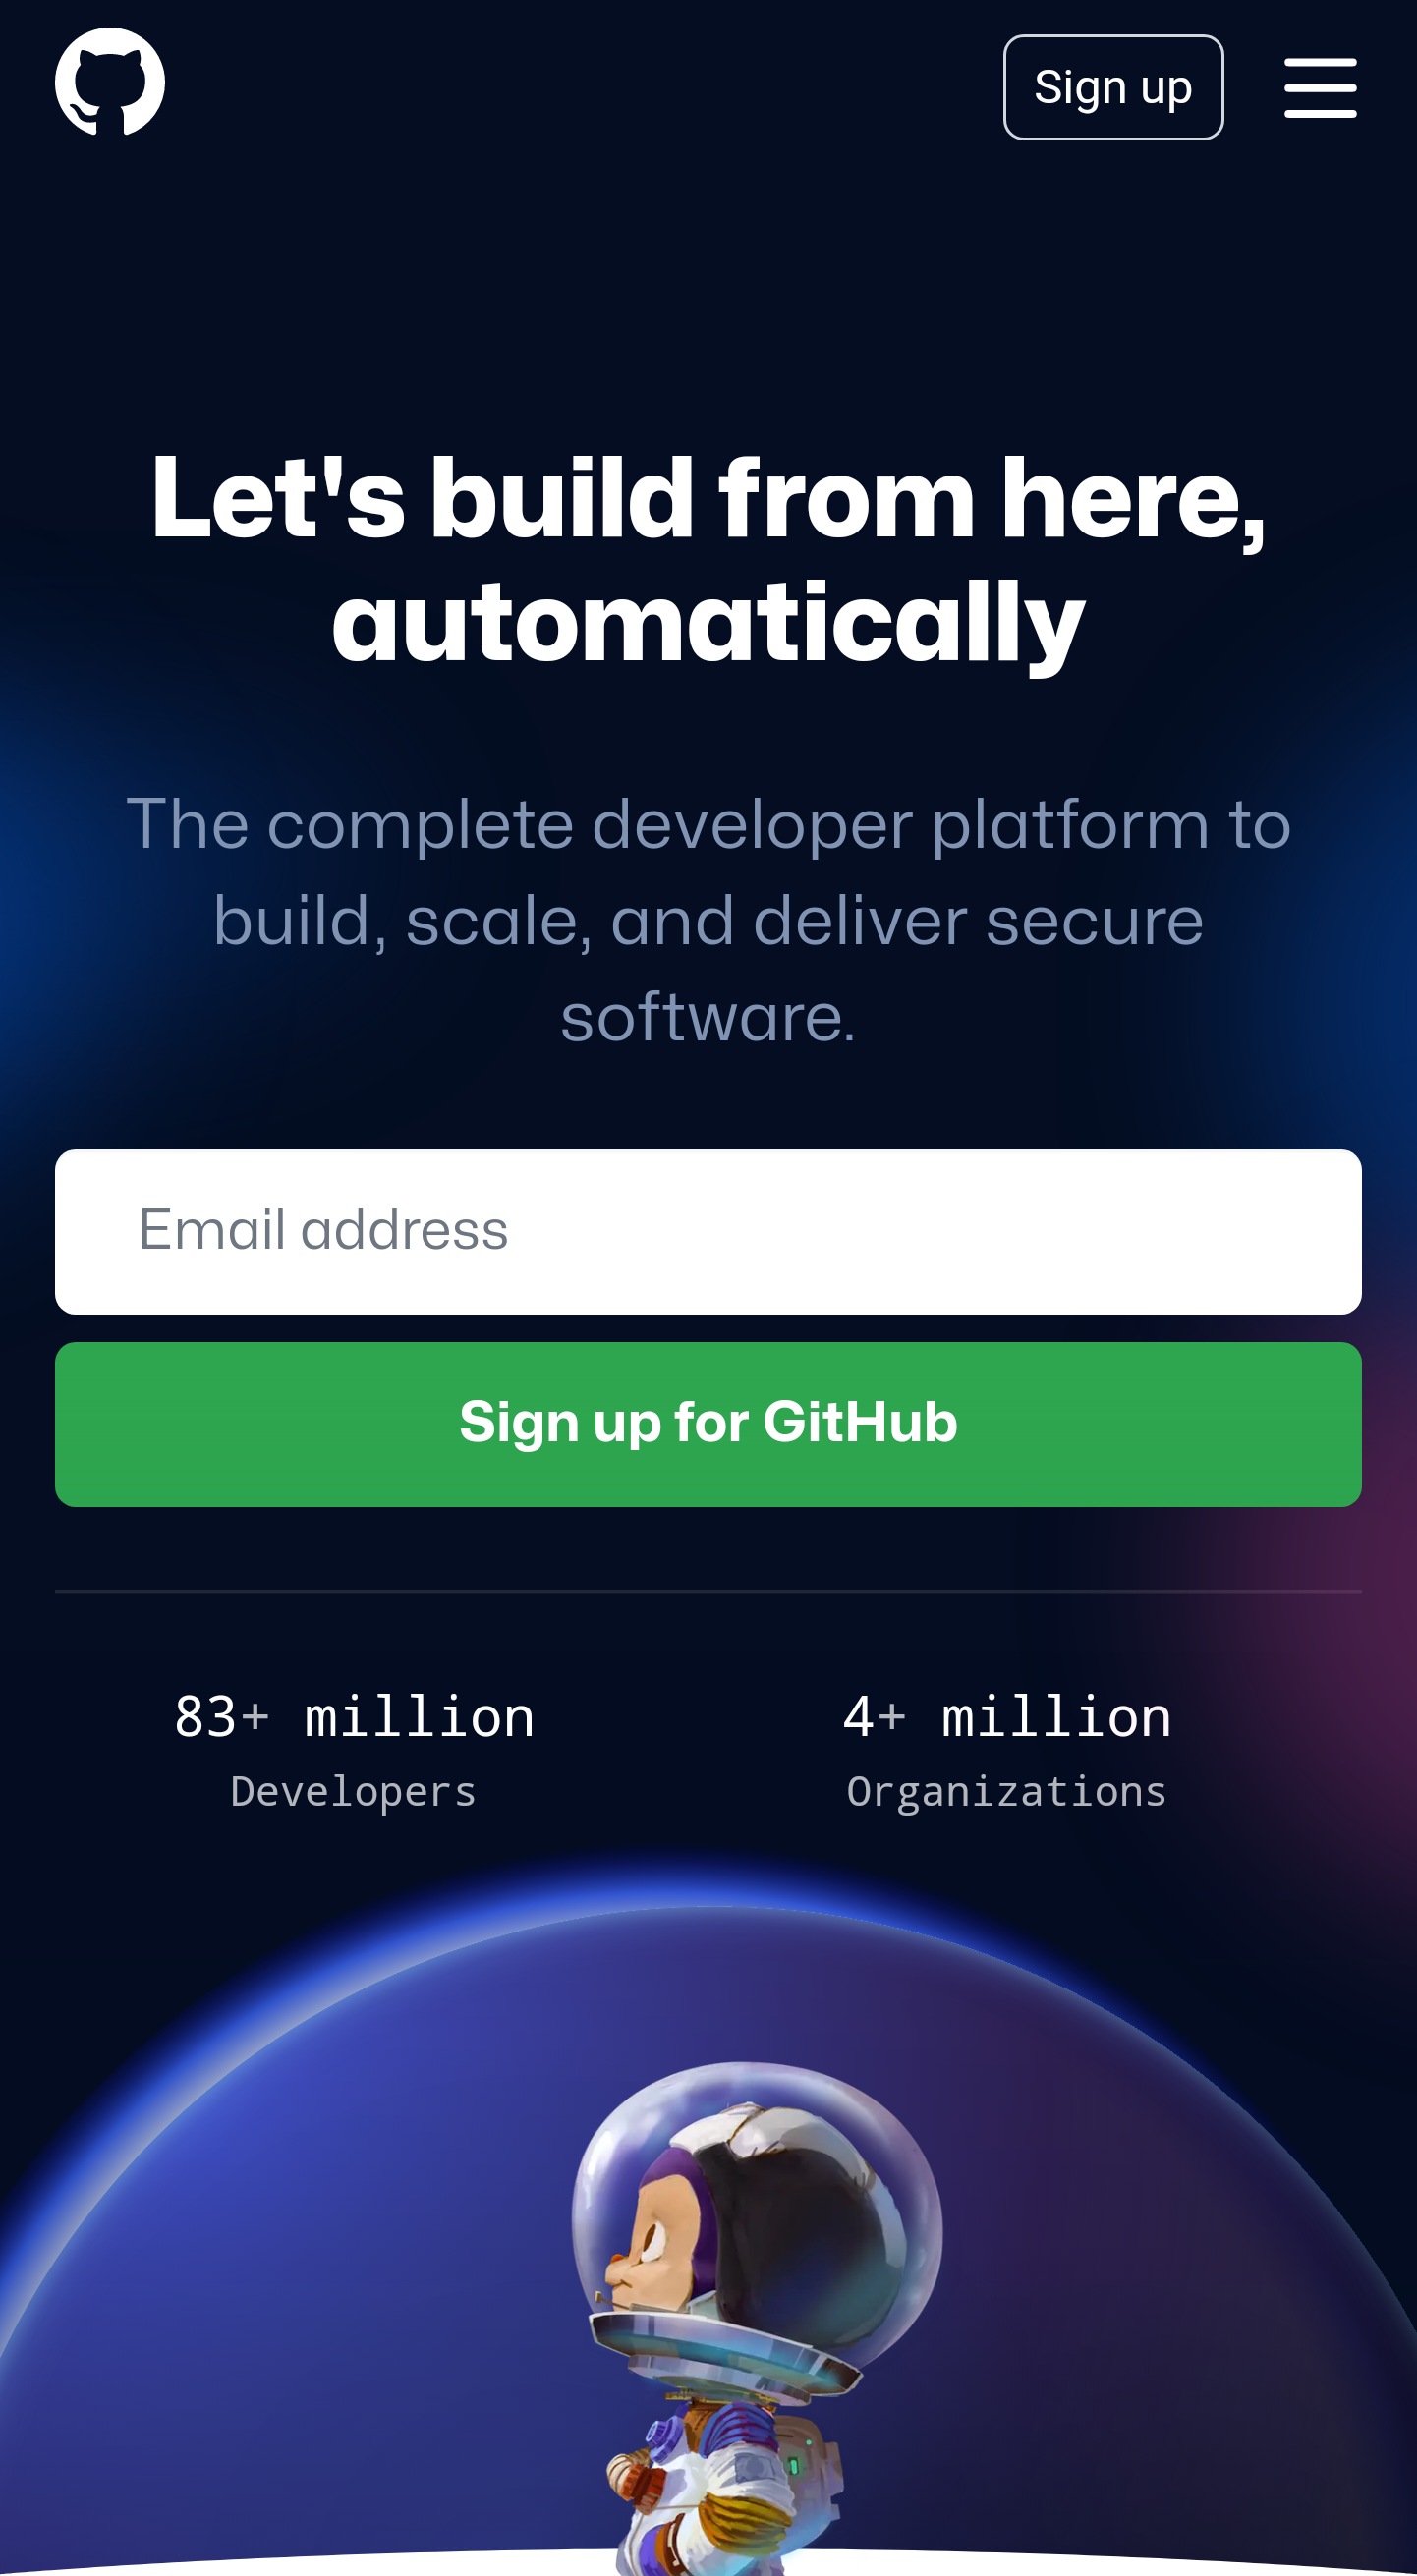 Sign up
Let's build from here,
automatically
The complete developer platform to
build, scale, and deliver secure
software.
Email address
Sign up for GitHub
83+ million
4+ million
Developers
Organizations